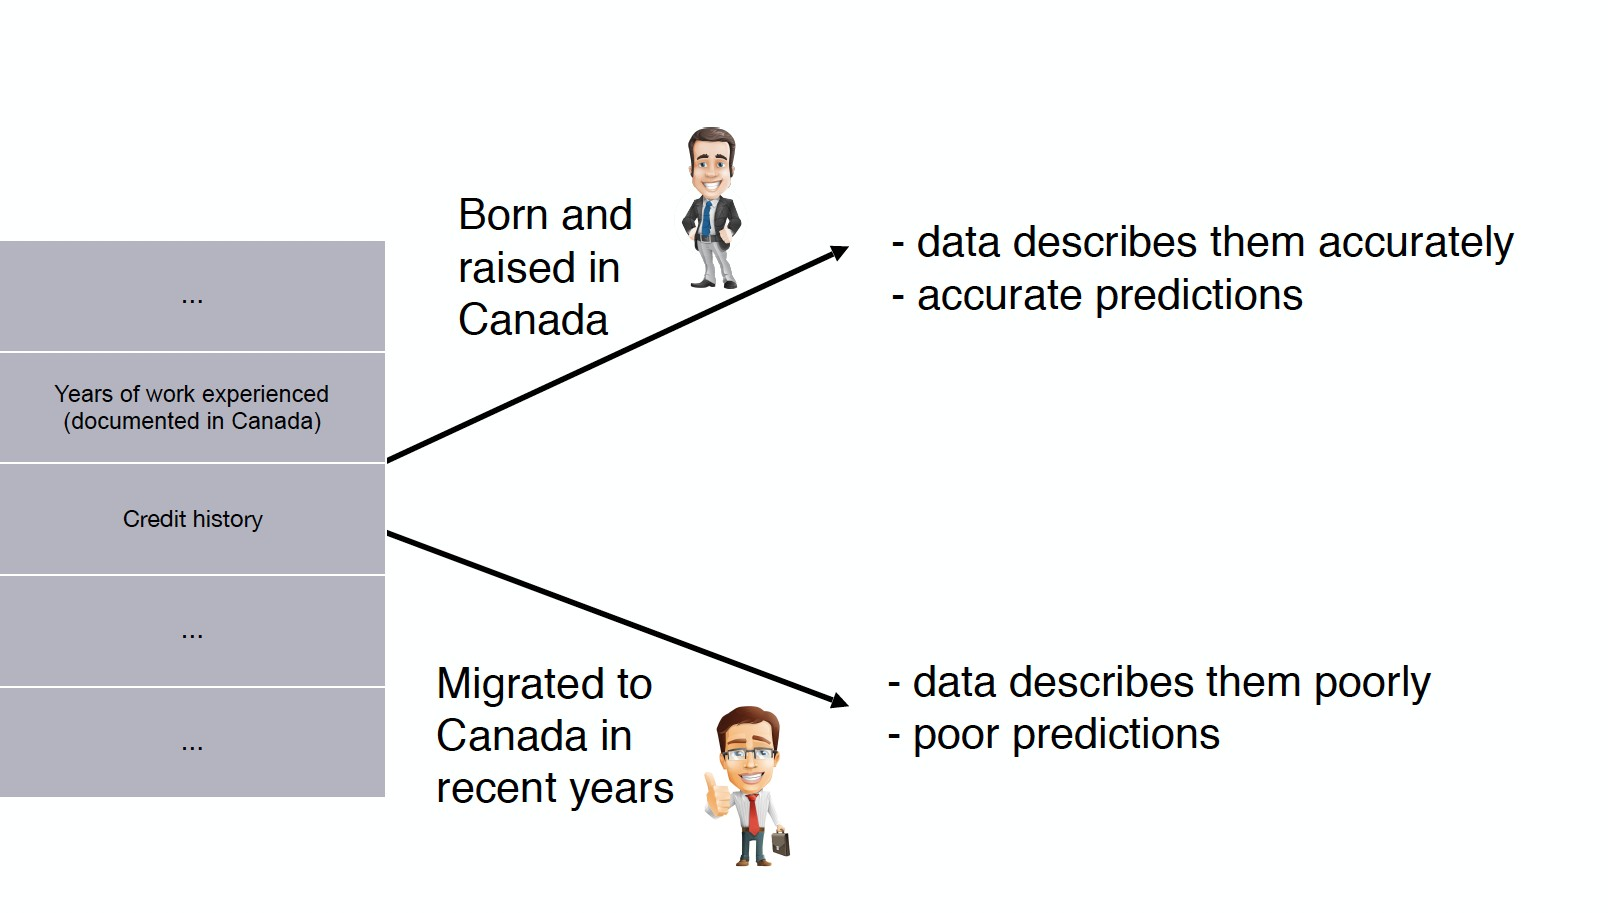 ...
Years of work experienced
(documented in Canada)
Credit history
...
...
Born and
raised in
Canada
- data describes them accurately
- accurate predictions
Migrated to
Canada in
recent years
- data describes them poorly
- poor predictions